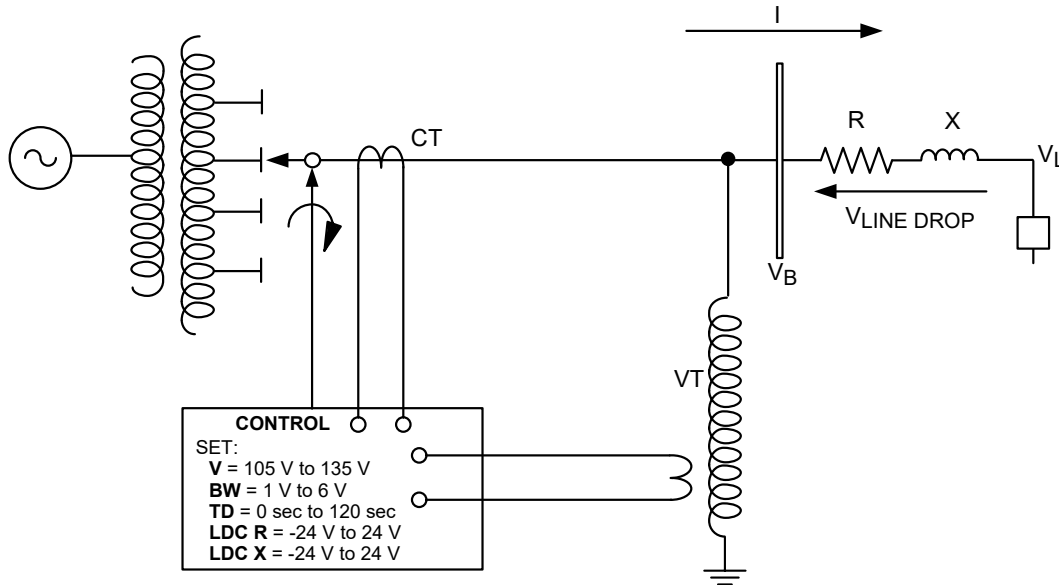 I
CT
R
X
V_L
V_LINE DROP
V_B
VT
CONTROL
SET:
V = 105 V to 135 V
BW = 1 V to 6 V
TD = 0 sec to 120 sec
LDC R = -24 V to 24 V
LDC X = -24 V to 24 V